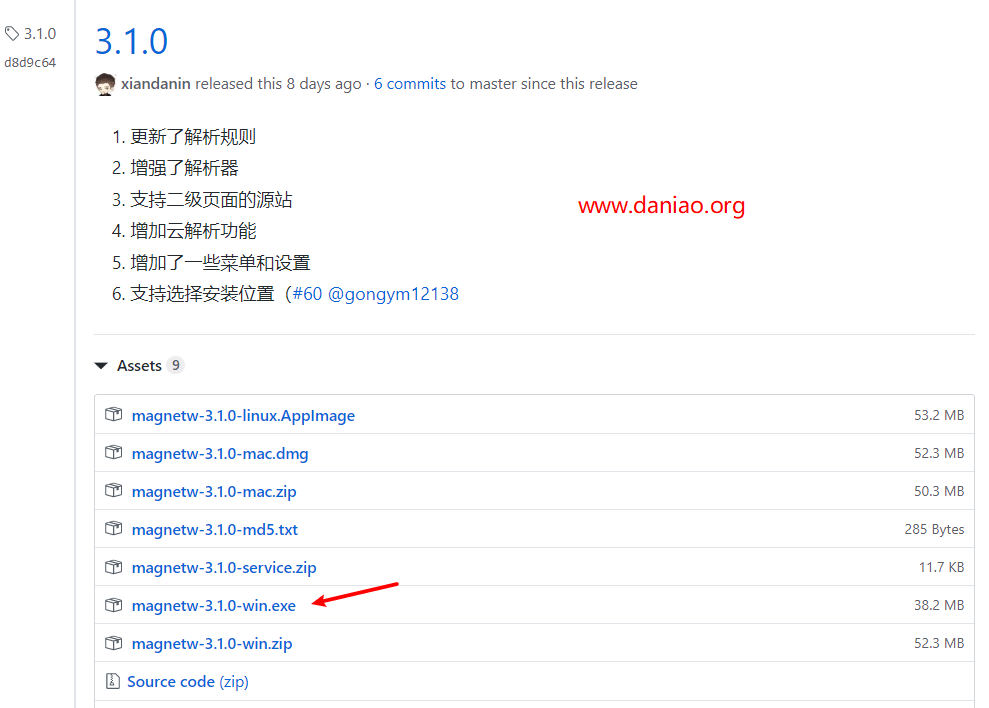 3.1.0
d8d9c64
3.1.0
xiandanin released this 8 days ago · 6 commits to master since this release
1. 更新了解析规则
2. 增强了解析器
3. 支持二级页面的源站
www.daniao.org
4. 增加云解析功能
5. 增加了一些菜单和设置
6. 支持选择安装位置（#60 @gongym12138
Assets 9
magnetw-3.1.0-linux.AppImage 53.2 MB
magnetw-3.1.0-mac.dmg 52.3 MB
magnetw-3.1.0-mac.zip 50.3 MB
magnetw-3.1.0-md5.txt 285 Bytes
magnetw-3.1.0-service.zip 11.7 KB
magnetw-3.1.0-win.exe 38.2 MB
magnetw-3.1.0-win.zip 52.3 MB
Source code (zip)